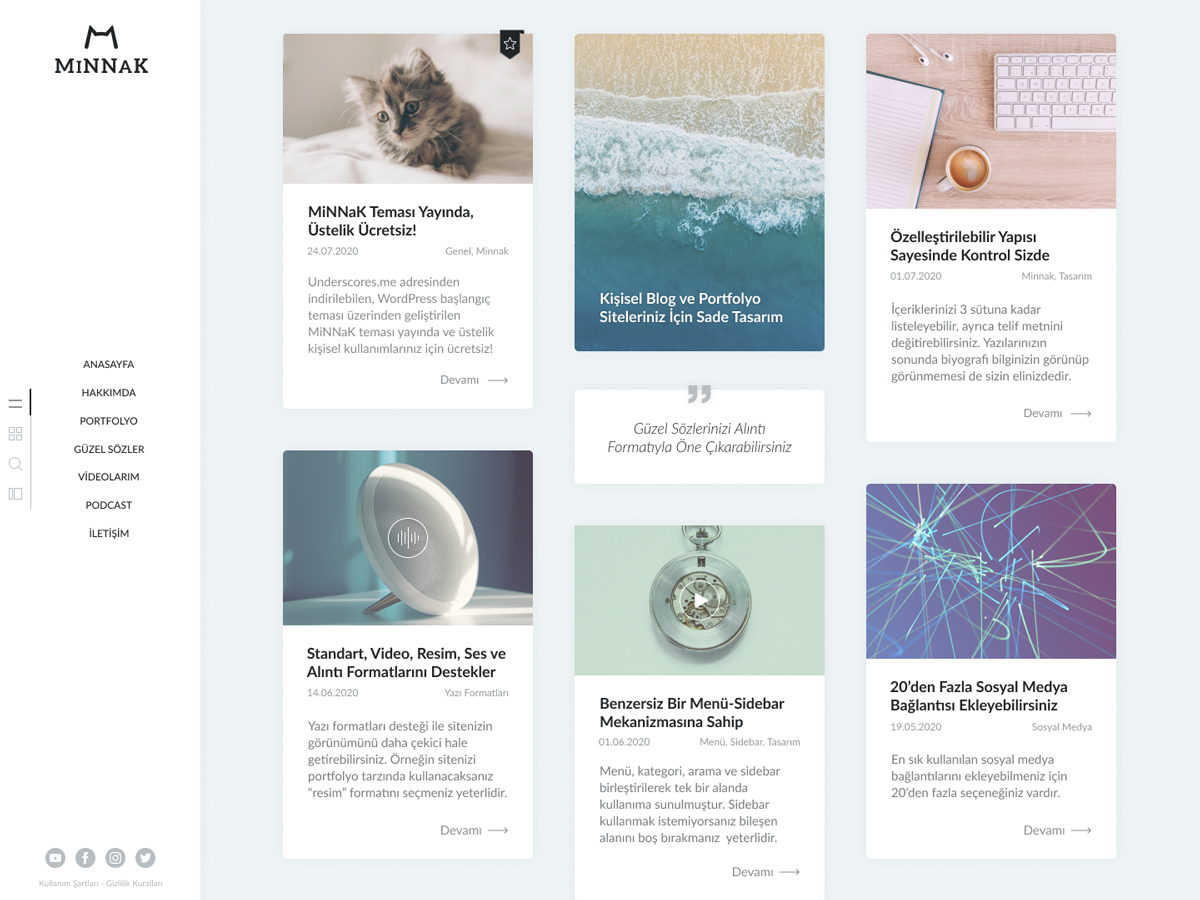 MiNNAK
ANASAYFA
HAKKIMDA
PORTFOLYO
GÜZEL SÖZLER
VİDEOLARIM
PODCAST
İLETİŞİM
Kullanım Şartları - Gizlilik Kuralları
MiNNaK Teması Yayında,
Üstelik Ücretsiz!
24.07.2020 Genel, Minnak
Underscores.me adresinden
indirilebilen, WordPress başlangıç
teması üzerinden geliştirilen
MiNNaK teması yayında ve üstelik
kişisel kullanımlarınız için ücretsiz!
Devamı
Standart, Video, Resim, Ses ve
Alıntı Formatlarını Destekler
14.06.2020 Yazı Formatları
Yazı formatları desteği ile sitenizin
görünümünü daha çekici hale
getirebilirsiniz. Örneğin sitenizi
portfolyo tarzında kullanacaksanız
“resim” formatını seçmeniz yeterlidir.
Devamı
Kişisel Blog ve Portfolyo
Siteleriniz İçin Sade Tasarım
”
Güzel Sözlerinizi Alıntı
Formatıyla Öne Çıkarabilirsiniz
Benzersiz Bir Menü-Sidebar
Mekanizmasına Sahip
01.06.2020 Menü, Sidebar, Tasarım
Menü, kategori, arama ve sidebar
birleştirilerek tek bir alanda
kullanıma sunulmuştur. Sidebar
kullanmak istemiyorsanız bileşen
alanını boş bırakmanız yeterlidir.
Devamı
Özelleştirilebilir Yapısı
Sayesinde Kontrol Sizde
01.07.2020 Minnak, Tasarım
İçeriklerinizi 3 sütuna kadar
listeleyebilir, ayrıca telif metnini
değitirebilirsiniz. Yazılarınızın
sonunda biyografi bilginizin görünüp
görünmemesi de sizin elinizdedir.
Devamı
20’den Fazla Sosyal Medya
Bağlantısı Ekleyebilirsiniz
19.05.2020 Sosyal Medya
En sık kullanılan sosyal medya
bağlantılarını ekleyebilmeniz için
20’den fazla seçeneğiniz vardır.
Devamı